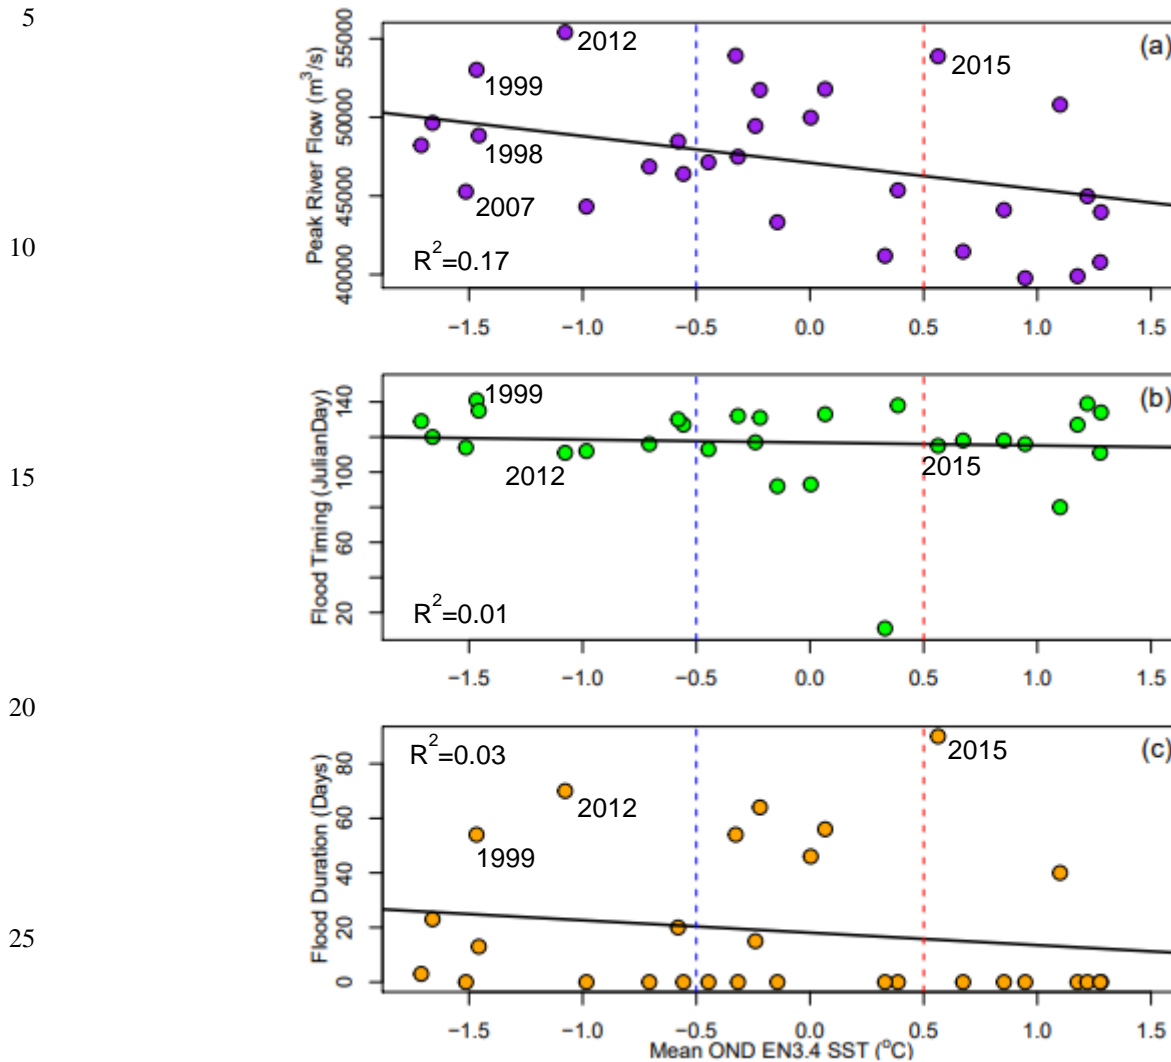 5
10
15
20
25
Peak River Flow (m³/s)
55000
50000
45000
40000
(a)
2012
1999
2015
1998
2007
R²=0.17
−1.5 −1.0 −0.5 0.0 0.5 1.0 1.5
Flood Timing (JulianDay)
140
100
60
20
(b)
1999
2012
2015
R²=0.01
−1.5 −1.0 −0.5 0.0 0.5 1.0 1.5
Flood Duration (Days)
80
60
40
20
0
(c)
R²=0.03
2015
2012
1999
−1.5 −1.0 −0.5 0.0 0.5 1.0 1.5
Mean OND EN3.4 SST (°C)